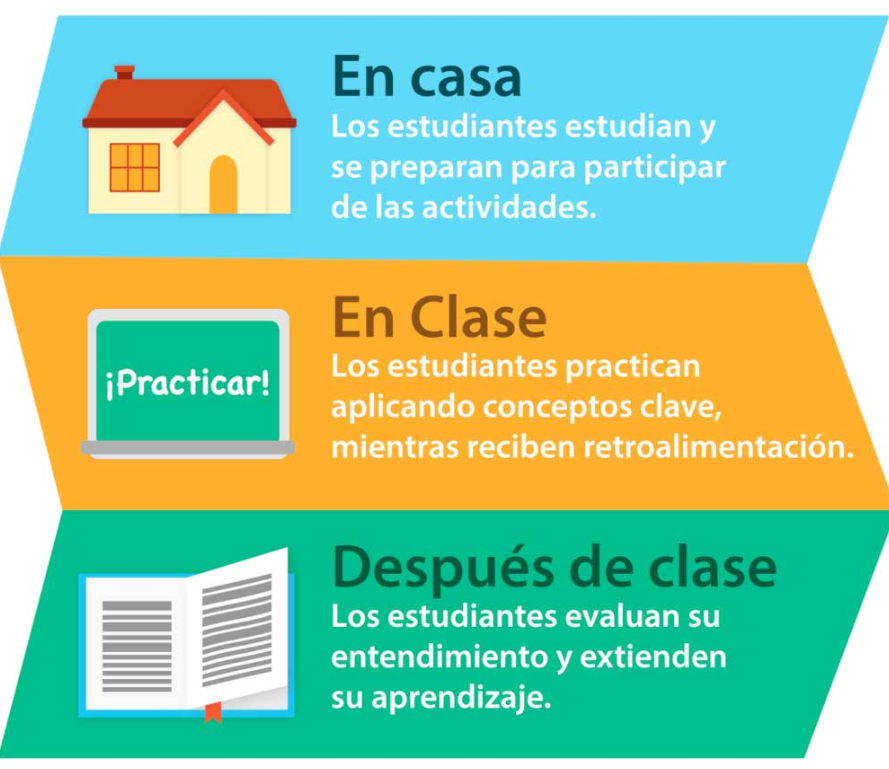 En casa
Los estudiantes estudian y
se preparan para participar
de las actividades.
En Clase
¡Practicar!
Los estudiantes practican
aplicando conceptos clave,
mientras reciben retroalimentación.
Después de clase
Los estudiantes evaluan su
entendimiento y extienden
su aprendizaje.